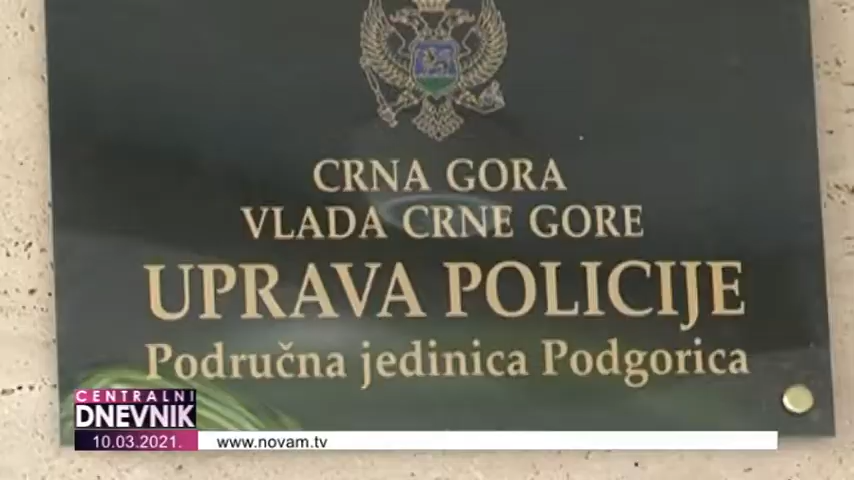 CRNA GORA
VLADA CRNE GORE
UPRAVA POLICIJE
Područna jedinica Podgorica
CENTRALNI
DNEVNIK
10.03.2021.
www.novam.tv